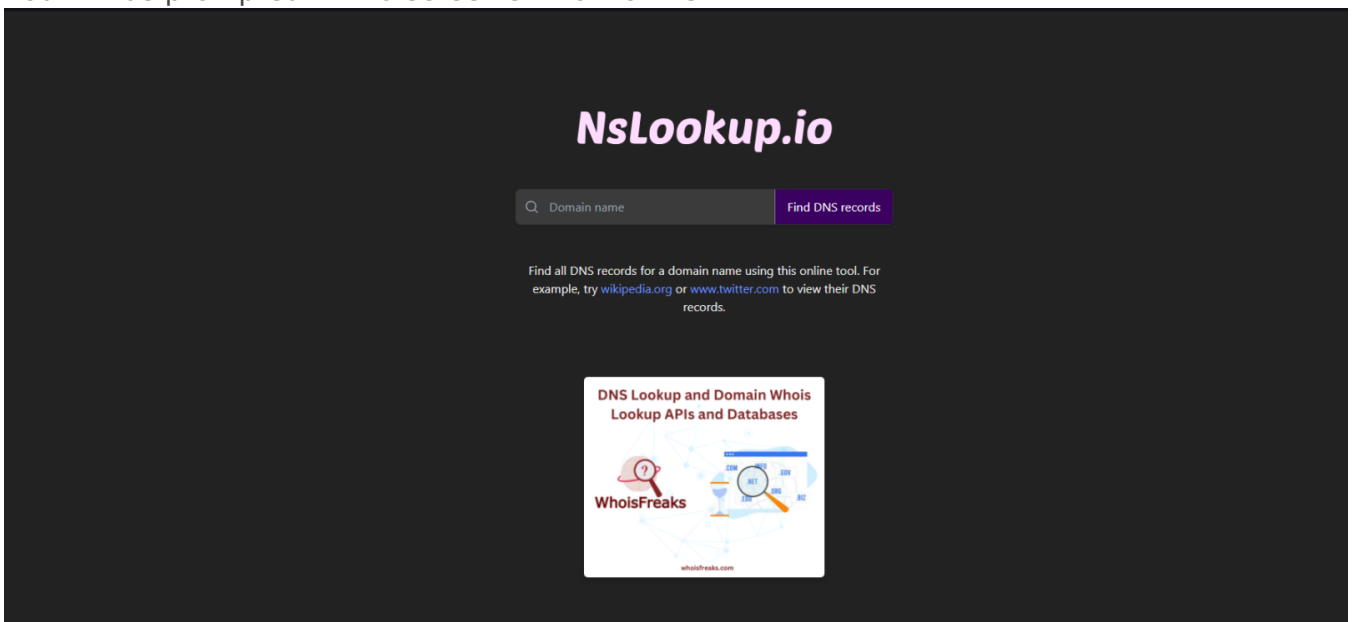 NsLookup.io
Domain name
Find DNS records
Find all DNS records for a domain name using this online tool. For
example, try wikipedia.org or www.twitter.com to view their DNS
records.
DNS Lookup and Domain Whois
Lookup APIs and Databases
?
WhoisFreaks
.COM
.INFO
.GOV
.NET
.EDU
.ORG
.BIZ
whoisfreaks.com